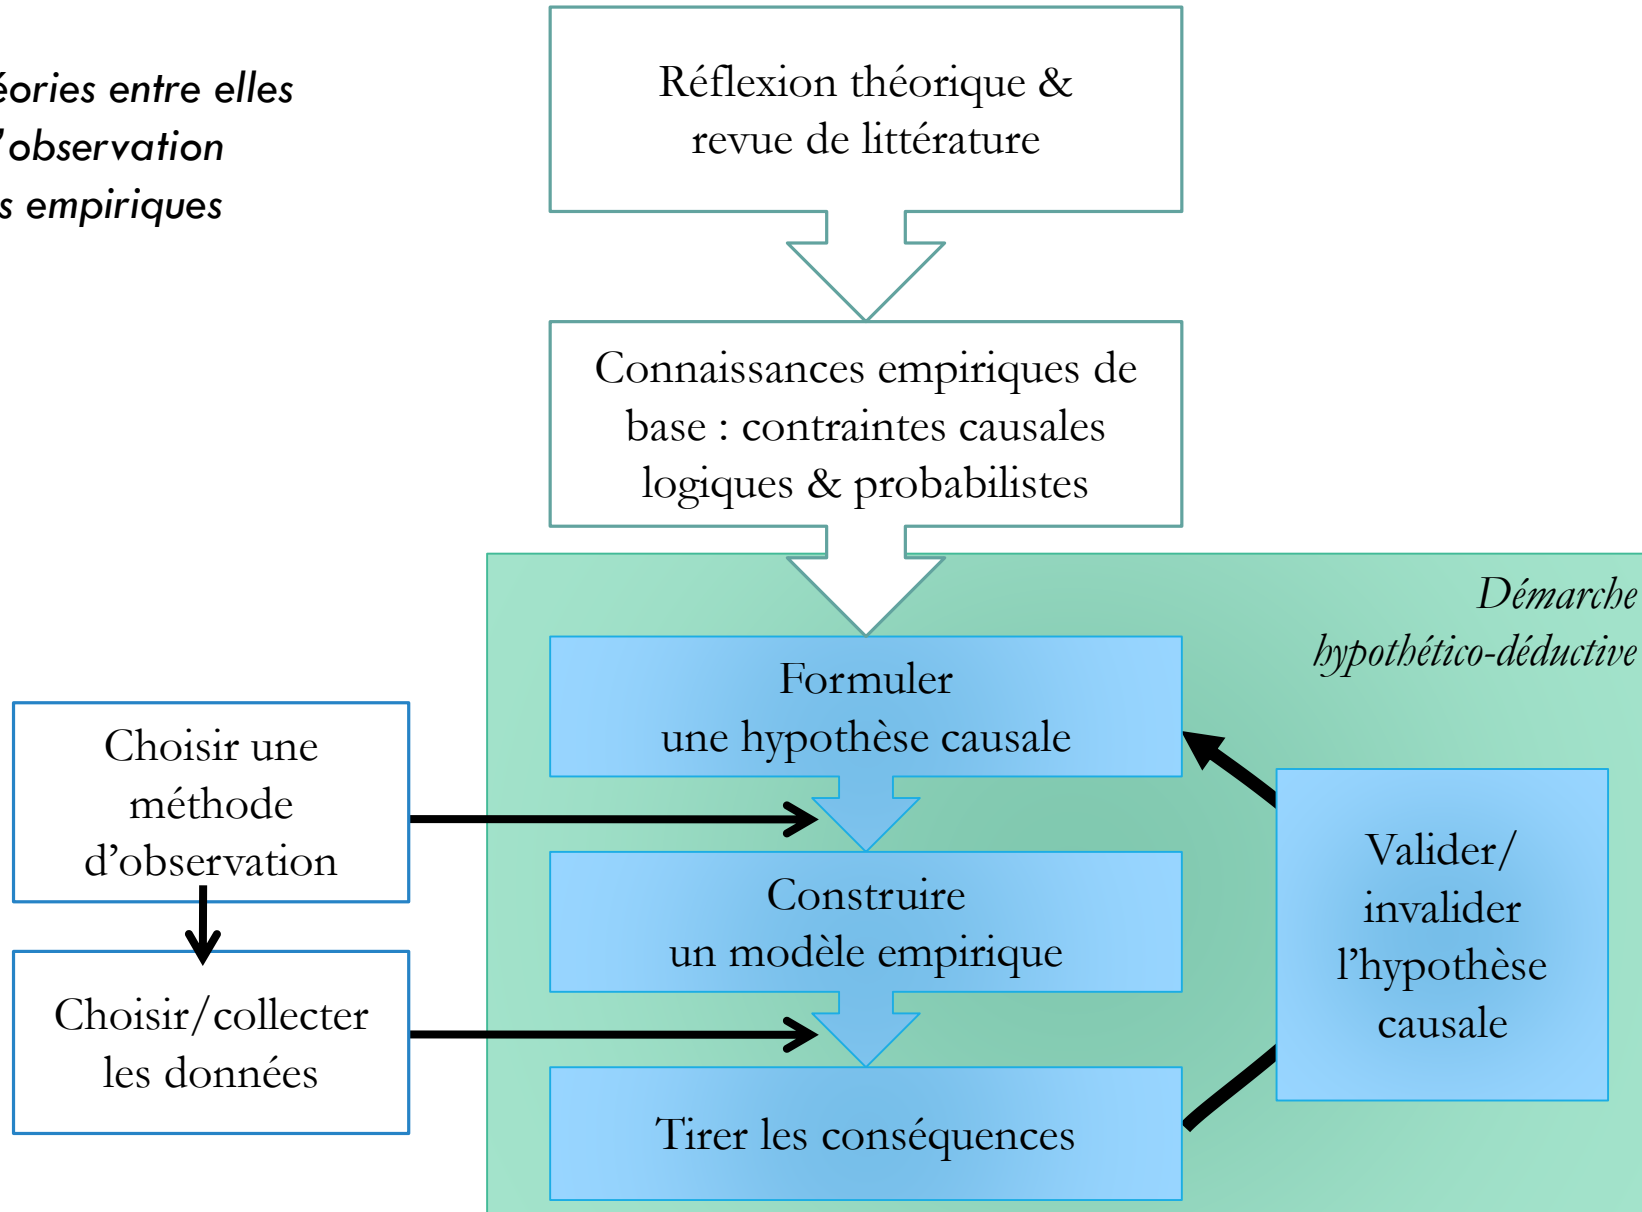 entre elles
observation
empiriques
Réflexion théorique &
revue de littérature
Connaissances empiriques de
base : contraintes causales
logiques & probabilistes
Démarche
hypothético-déductive
Formuler
une hypothèse causale
Choisir une
méthode
d’observation
Construire
un modèle empirique
Valider/
invalider
l’hypothèse
causale
Choisir/collecter
les données
Tirer les conséquences